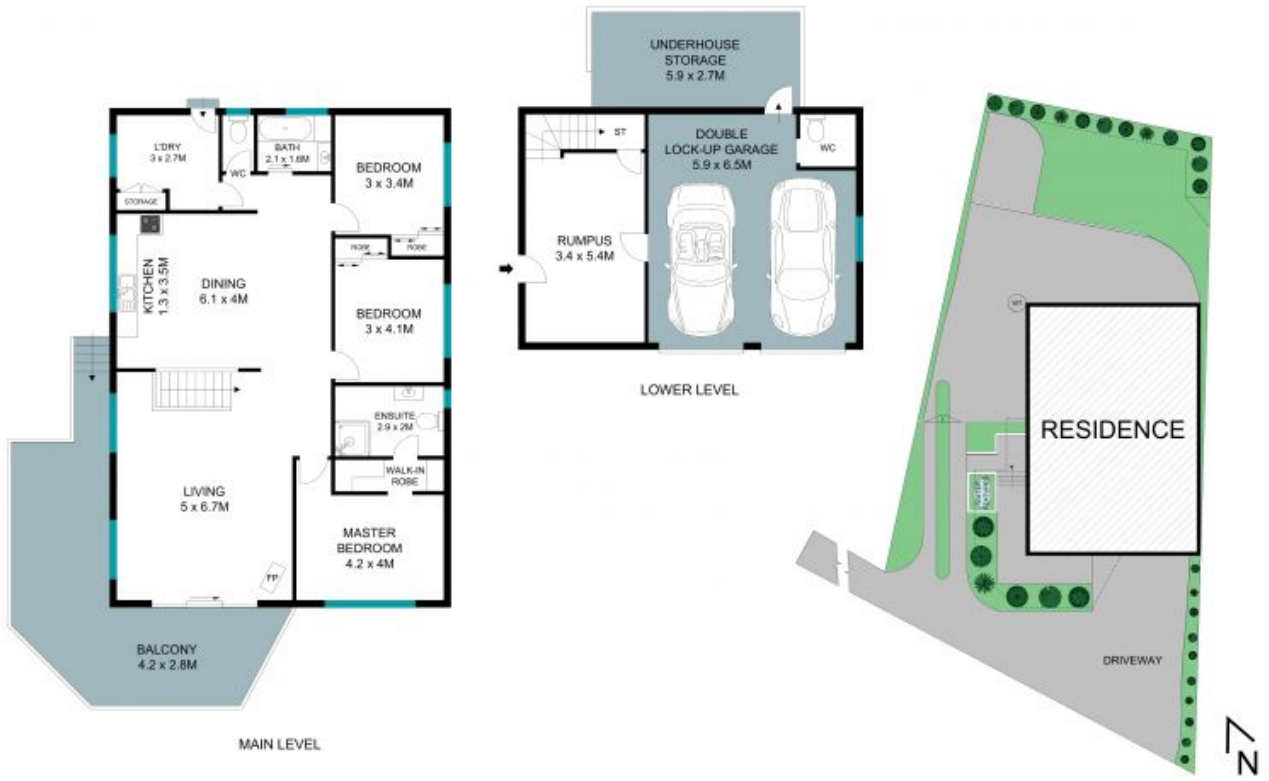 L'DRY
3 x 2.7M
STORAGE
WC
BATH
2.1 x 1.6M
BEDROOM
3 x 3.4M
ROBE
ROBE
KITCHEN
1.3 x 3.5M
DINING
6.1 x 4M
BEDROOM
3 x 4.1M
ENSUITE
2.9 x 2M
WALK-IN
ROBE
LIVING
5 x 6.7M
FP
MASTER
BEDROOM
4.2 x 4M
BALCONY
4.2 x 2.8M
MAIN LEVEL
UNDERHOUSE
STORAGE
5.9 x 2.7M
ST
DOUBLE
LOCK-UP GARAGE
5.9 x 6.5M
WC
RUMPUS
3.4 x 5.4M
LOWER LEVEL
WT
RESIDENCE
DRIVEWAY
N